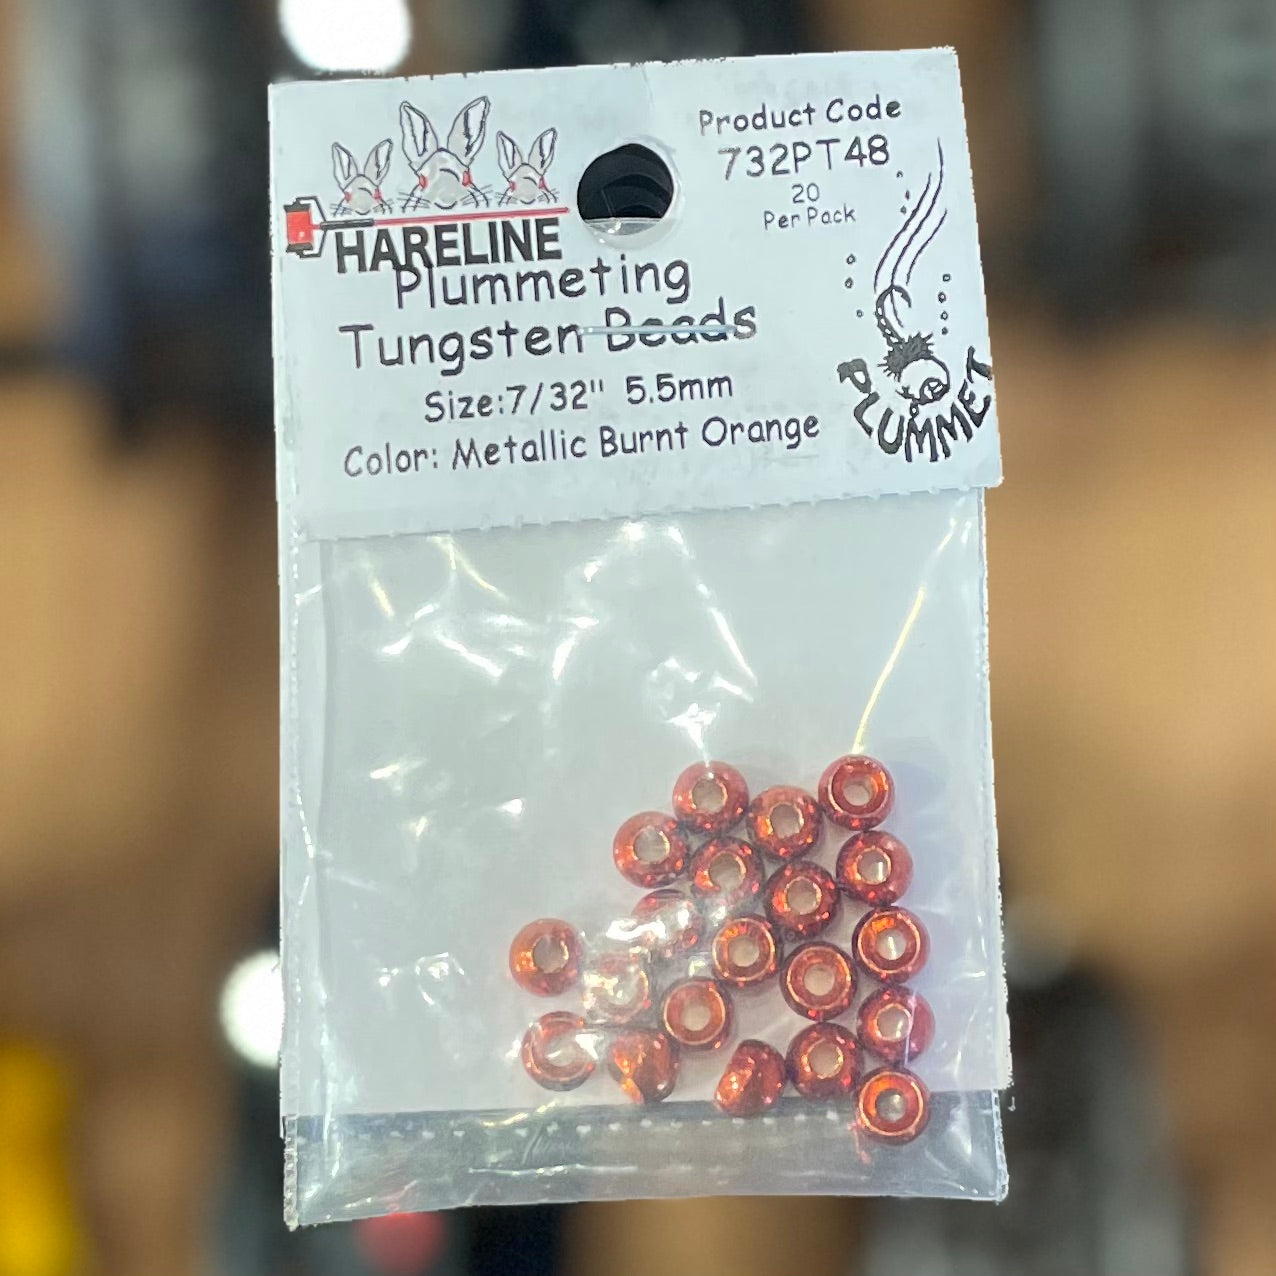 HARELINE
Product Code
732PT48
20
Per Pack
Plummeting
Tungsten Beads
Size:7/32" 5.5mm
Color: Metallic Burnt Orange
PLUMMET